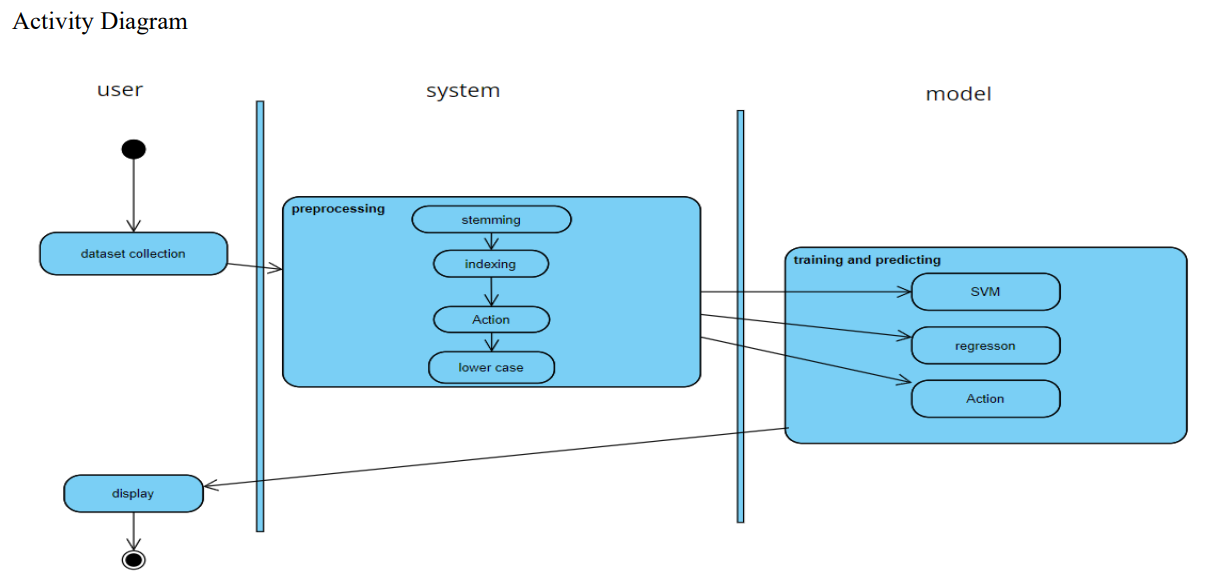 Activity Diagram
user
system
model
preprocessing
stemming
indexing
Action
lower case
dataset collection
training and predicting
SVM
regresson
Action
display